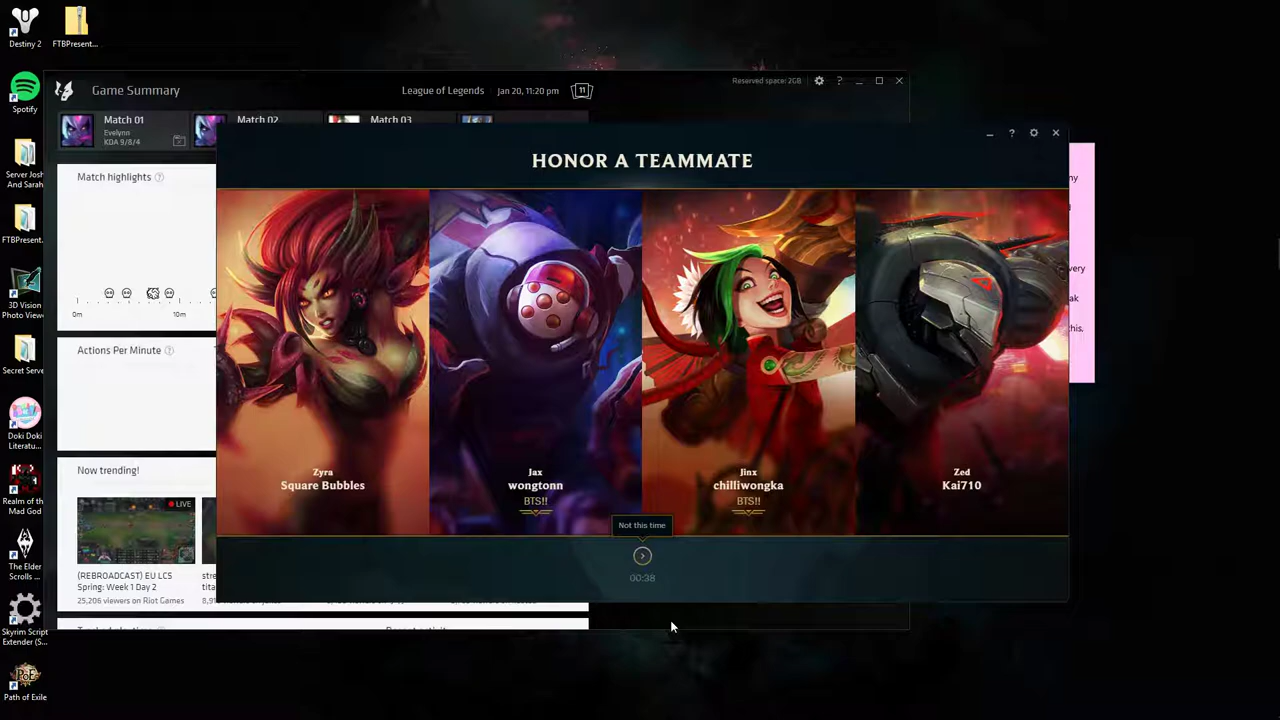 Destiny 2
FTBPresent...
Spotify
Server Josh
And Sarah
FTBPresent...
3D Vision
Photo View...
Secret Serve...
Doki Doki
Literatu...
Realm of the
Mad God
The Elder
Scrolls ...
Skyrim Script
Extender (S...
Path of Exile
Game Summary
League of Legends
Jan 20, 11:20 pm
11
Reserved space: 2GB
Match 01
Evelynn
KDA 9/8/4
Match 02
Match 03
Match highlights
0m
10m
Actions Per Minute
Now trending!
LIVE
(REBROADCAST) EU LCS
Spring: Week 1 Day 2
25,206 viewers on Riot Games
HONOR A TEAMMATE
Zyra
Square Bubbles
Jax
wongtonn
BTS!!
Jinx
chilliwongka
BTS!!
Zed
Kai710
Not this time
00:38
this.